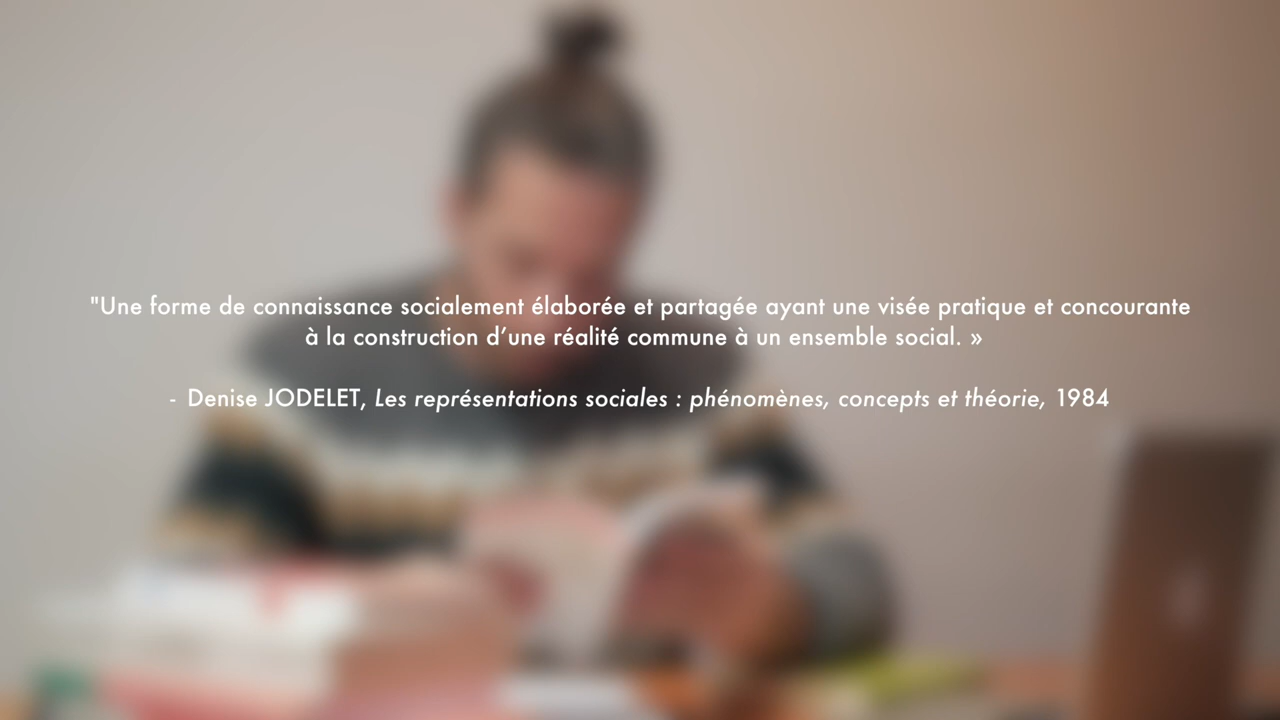 "Une forme de connaissance socialement élaborée et partagée ayant une visée pratique et concourante
à la construction d’une réalité commune à un ensemble social. »
- Denise JODELET, Les représentations sociales : phénomènes, concepts et théorie, 1984